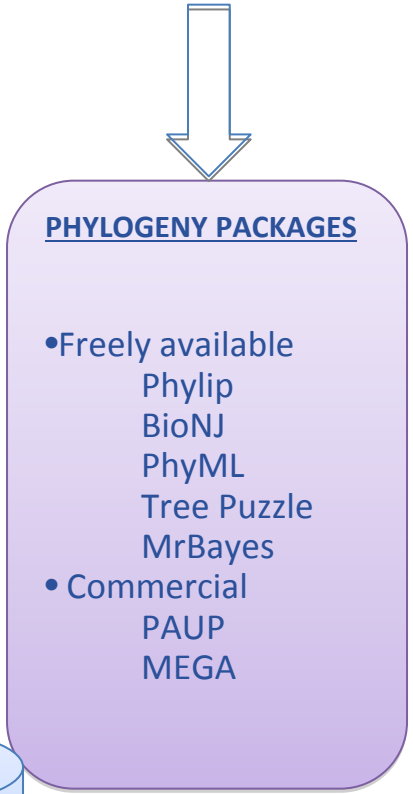 PHYLOGENY PACKAGES
•Freely available
Phylip
BioNJ
PhyML
Tree Puzzle
MrBayes
• Commercial
PAUP
MEGA